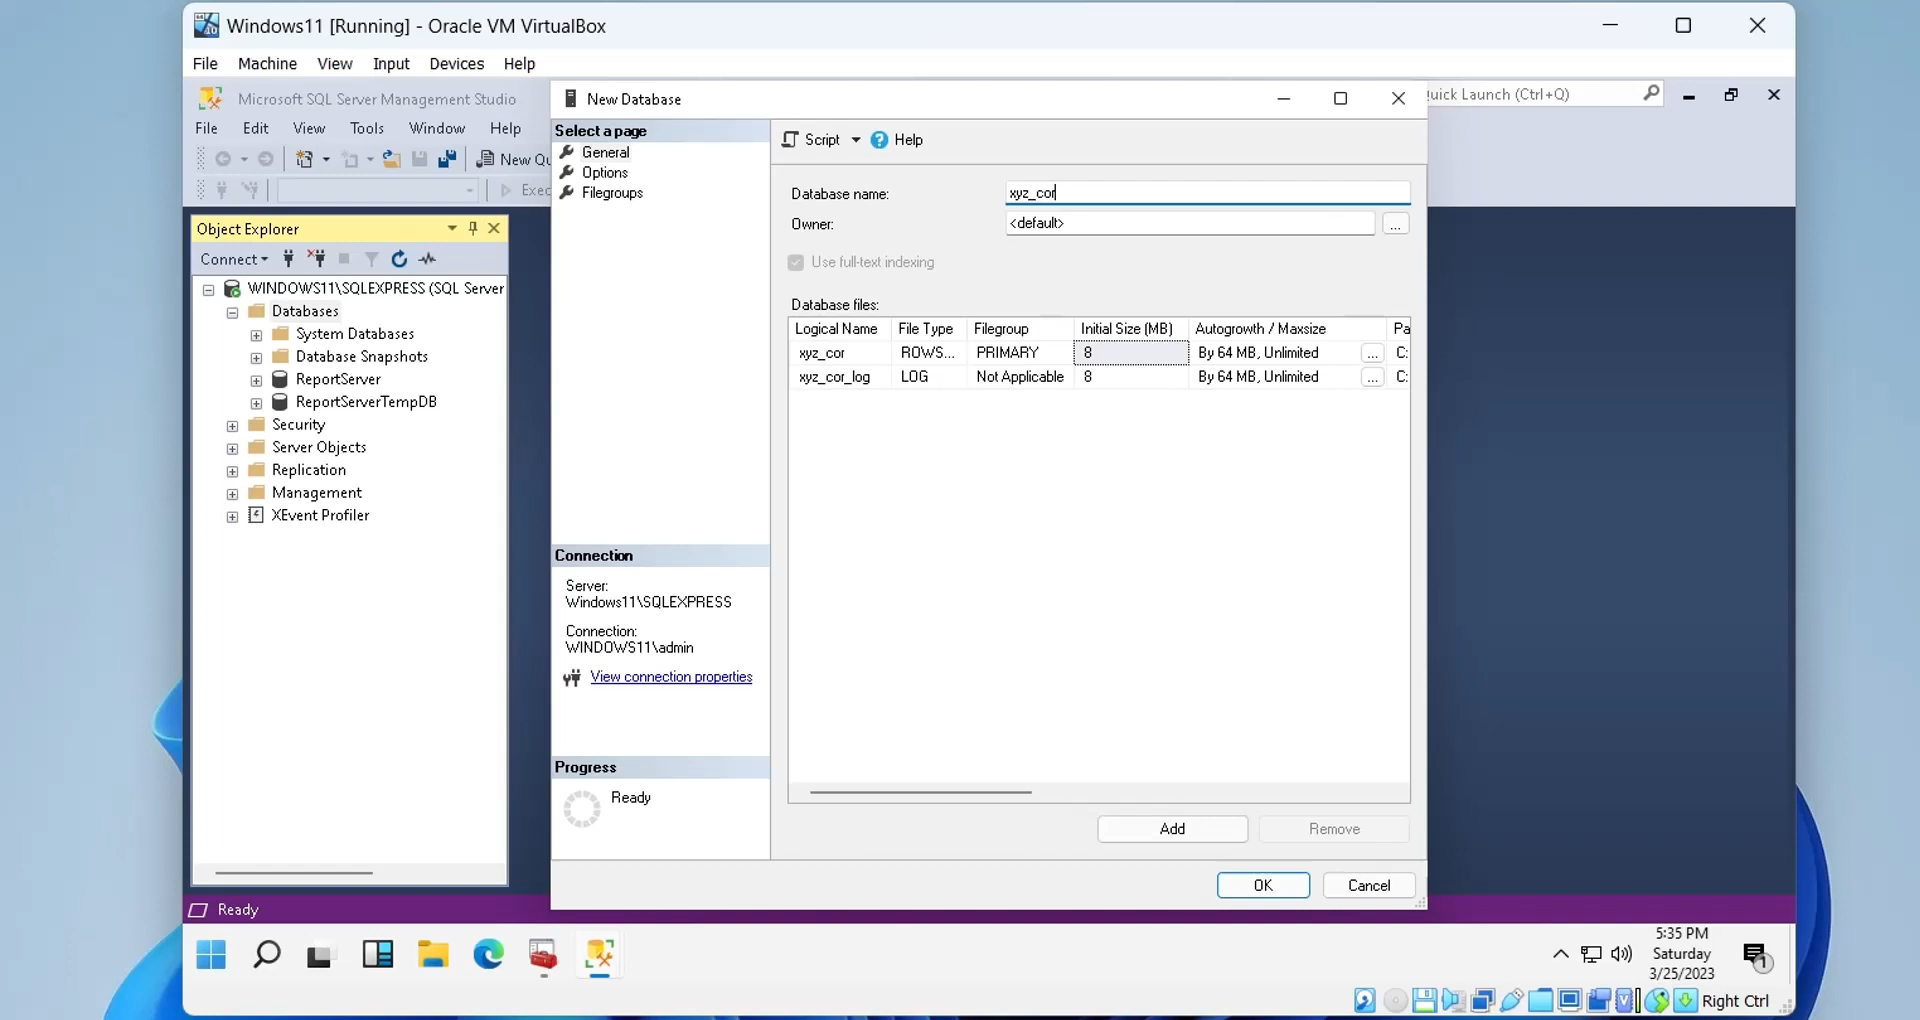 Windows11 [Running] - Oracle VM VirtualBox
File Machine View Input Devices Help
Microsoft SQL Server Management Studio
Quick Launch (Ctrl+Q)
File Edit View Tools Window Help
New Qu
Exec
Object Explorer
Connect
WINDOWS11\SQLEXPRESS (SQL Server
Databases
System Databases
Database Snapshots
ReportServer
ReportServerTempDB
Security
Server Objects
Replication
Management
XEvent Profiler
New Database
Select a page
General
Options
Filegroups
Connection
Server:
Windows11\SQLEXPRESS
Connection:
WINDOWS11\admin
View connection properties
Progress
Ready
Script Help
Database name: xyz_cor
Owner: <default> ...
Use full-text indexing
Database files:
Logical Name File Type Filegroup Initial Size (MB) Autogrowth / Maxsize Pa
xyz_cor ROWS... PRIMARY 8 By 64 MB, Unlimited ... C:
xyz_cor_log LOG Not Applicable 8 By 64 MB, Unlimited ... C:
Add Remove
OK Cancel
Ready
5:35 PM
Saturday
3/25/2023
1
Right Ctrl